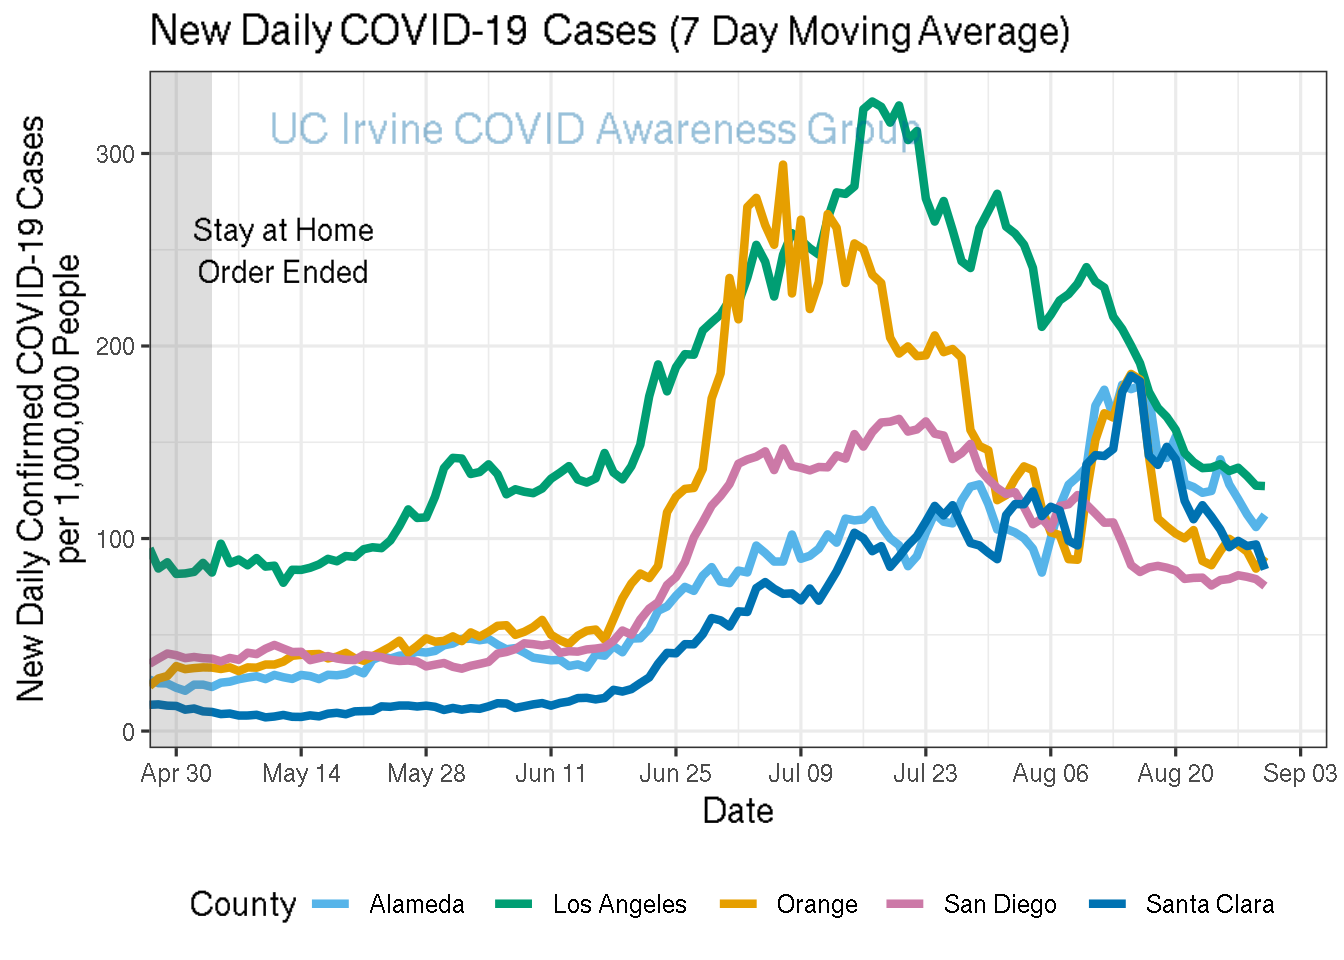 New Daily COVID-19 Cases (7 Day Moving Average)
UC Irvine COVID Awareness Group
Stay at Home
Order Ended
New Daily Confirmed COVID-19 Cases
per 1,000,000 People
300
200
100
0
Apr 30 May 14 May 28 Jun 11 Jun 25 Jul 09 Jul 23 Aug 06 Aug 20 Sep 03
Date
County Alameda Los Angeles Orange San Diego Santa Clara